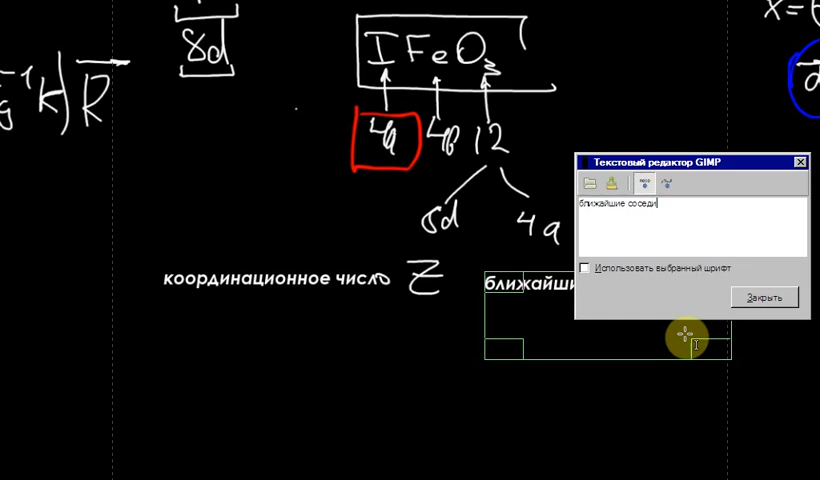 8d
IFeO₃
K) R
x=
4a 4b 12
8d 4a
координационное число Z
ближайши
Текстовый редактор GIMP
ближайшие соседи
Использовать выбранный шрифт
Закрыть